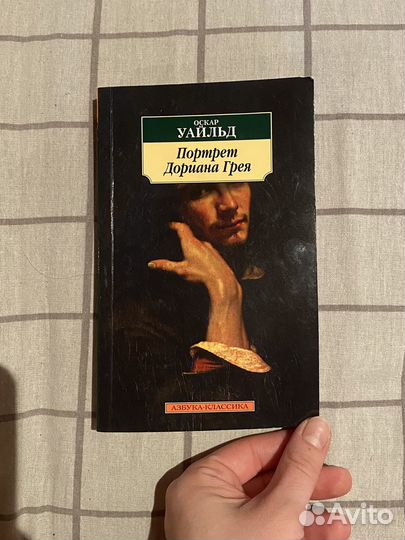 ОСКАР
УАЙЛЬД
Портрет
Дориана Грея
АЗБУКА-КЛАССИКА
Avito